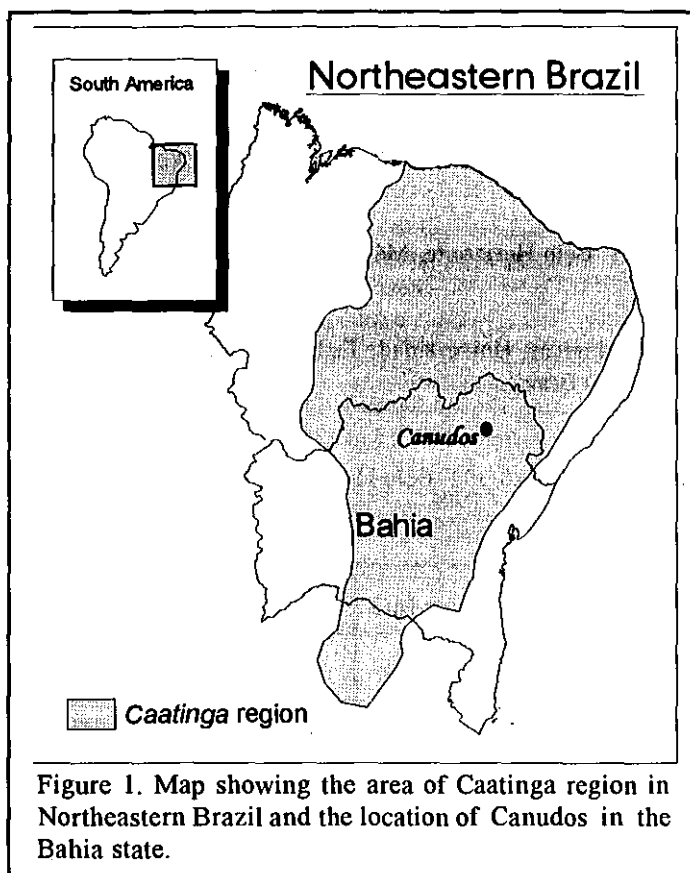 Northeastern Brazil
South America
Canudos
Bahia
Caatinga region
Figure 1. Map showing the area of Caatinga region in
Northeastern Brazil and the location of Canudos in the
Bahia state.